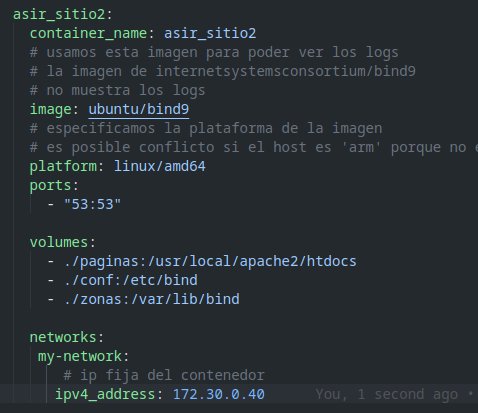 asir_sitio2:
container_name: asir_sitio2
# usamos esta imagen para poder ver los logs
# la imagen de internetsystemsconsortium/bind9
# no muestra los logs
image: ubuntu/bind9
# especificamos la plataforma de la imagen
# es posible conflicto si el host es 'arm' porque no e
platform: linux/amd64
ports:
- "53:53"
volumes:
- ./paginas:/usr/local/apache2/htdocs
- ./conf:/etc/bind
- ./zonas:/var/lib/bind
networks:
my-network:
# ip fija del contenedor
ipv4_address: 172.30.0.40 You, 1 second ago •